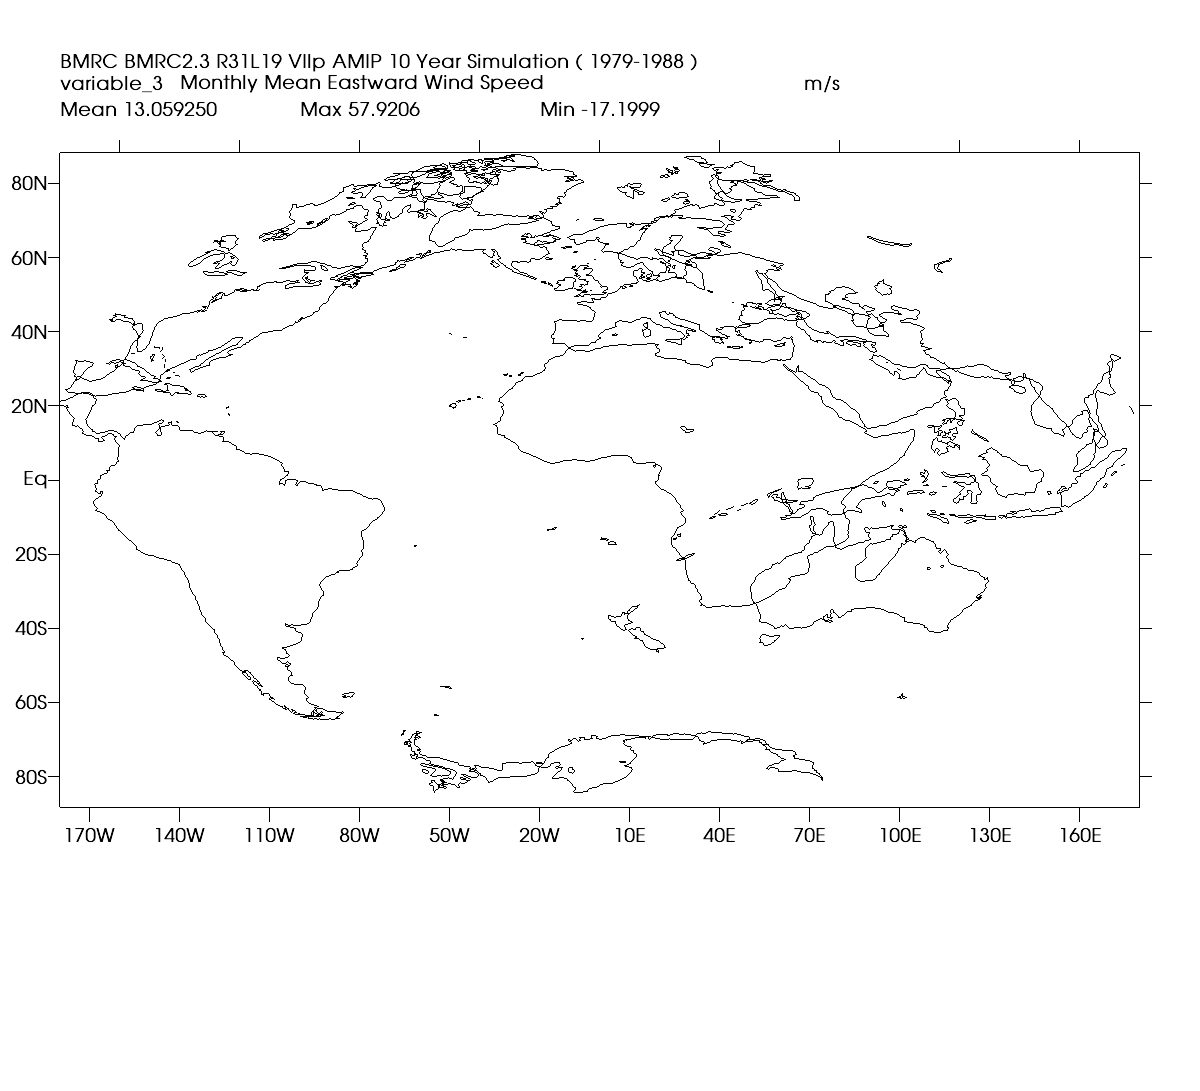 BMRC BMRC2.3 R31L19 VIIp AMIP 10 Year Simulation ( 1979-1988 )
variable_3 Monthly Mean Eastward Wind Speed m/s
Mean 13.059250 Max 57.9206 Min -17.1999
80N
60N
40N
20N
Eq
20S
40S
60S
80S
170W 140W 110W 80W 50W 20W 10E 40E 70E 100E 130E 160E